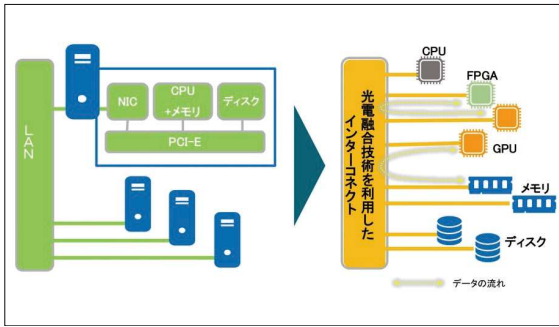 LAN
NIC
CPU
+メモリ
ディスク
PCI-E
光電融合技術を利用した
インターコネクト
CPU
FPGA
GPU
メモリ
ディスク
データの流れ